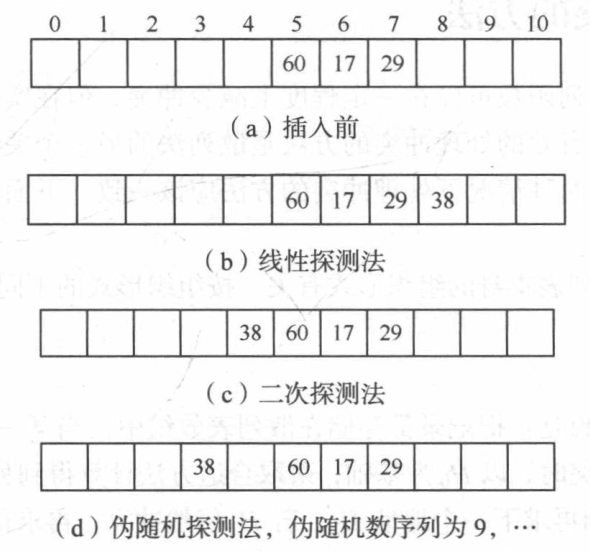 0 1 2 3 4 5 6 7 8 9 10
60 17 29
(a)插入前
60 17 29 38
(b)线性探测法
38 60 17 29
(c)二次探测法
38 60 17 29
(d)伪随机探测法,伪随机数序列为9,…